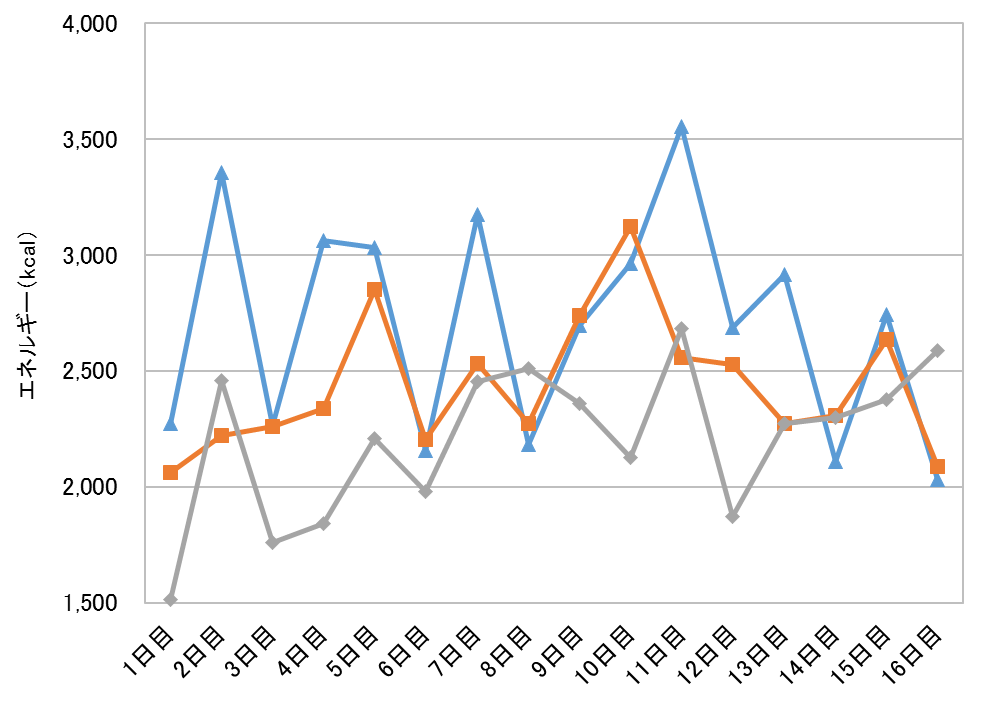 4,000
3,500
3,000
2,500
2,000
1,500
エネルギー(kcal)
1日目
2日目
3日目
4日目
5日目
6日目
7日目
8日目
9日目
10日目
11日目
12日目
13日目
14日目
15日目
16日目